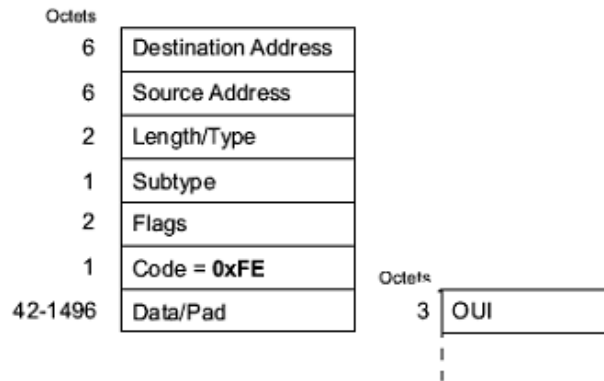 Octets
6 Destination Address
6 Source Address
2 Length/Type
1 Subtype
2 Flags
1 Code = 0xFE
42-1496 Data/Pad
Octets
3 OUI